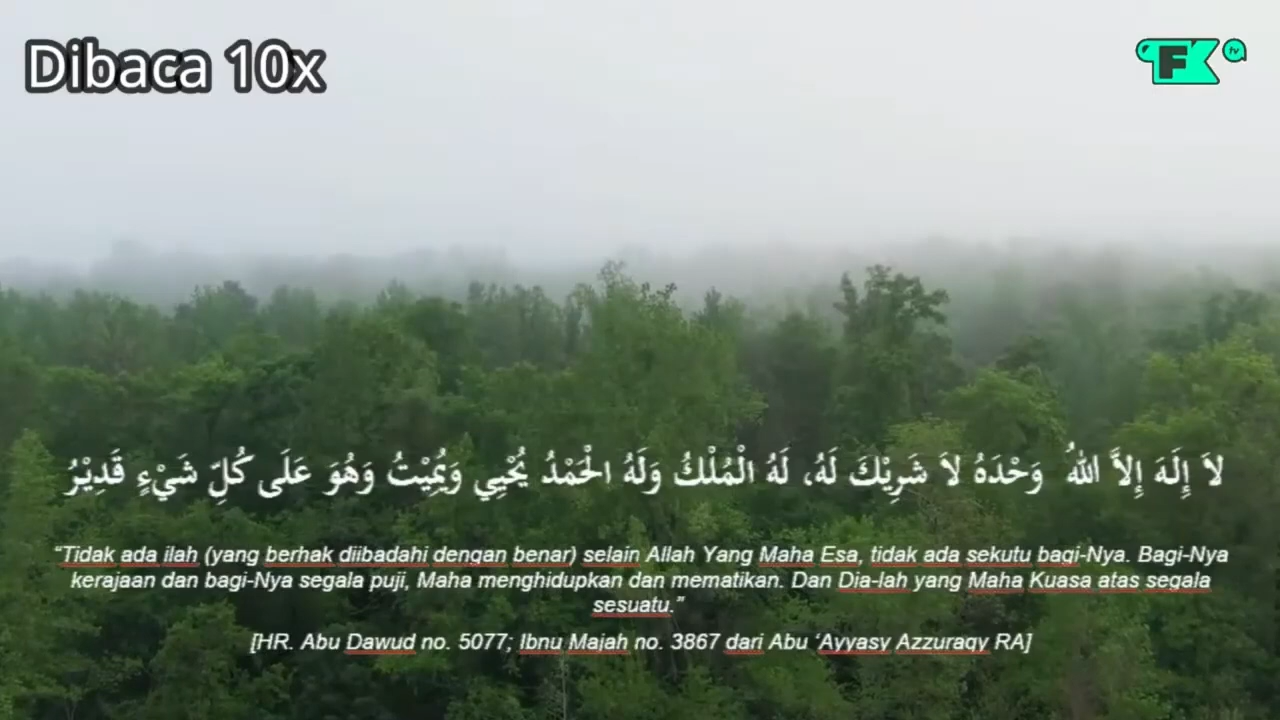 Dibaca 10x
FK tv
لاَ إِلَهَ إِلاَّ اللهُ وَحْدَهُ لاَ شَرِيْكَ لَهُ، لَهُ الْمُلْكُ وَلَهُ الْحَمْدُ يُحْيِي وَيُمِيْتُ وَهُوَ عَلَى كُلِّ شَيْءٍ قَدِيْرُ
“Tidak ada ilah (yang berhak diibadahi dengan benar) selain Allah Yang Maha Esa, tidak ada sekutu bagi-Nya. Bagi-Nya
kerajaan dan bagi-Nya segala puji, Maha menghidupkan dan mematikan. Dan Dia-lah yang Maha Kuasa atas segala
sesuatu.”
[HR. Abu Dawud no. 5077; Ibnu Majah no. 3867 dari Abu ‘Ayyasy Azzuraqy RA]